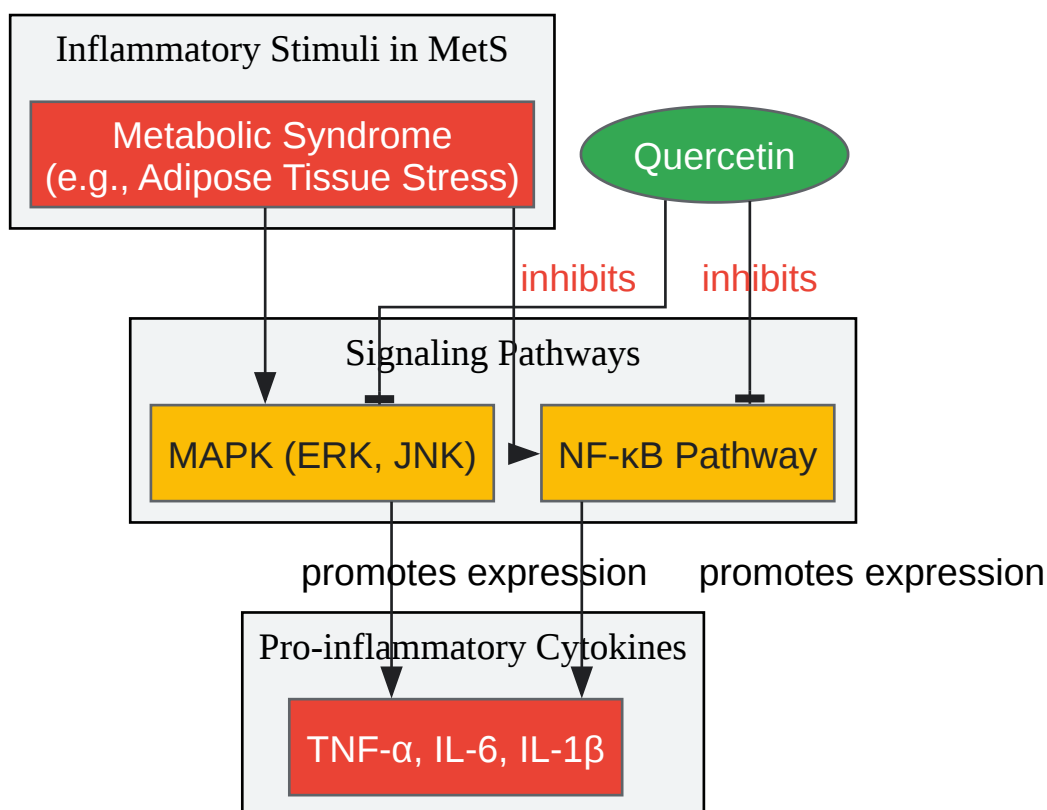 Inflammatory Stimuli in MetS
Metabolic Syndrome
(e.g., Adipose Tissue Stress)
Quercetin
inhibits
inhibits
Signaling Pathways
MAPK (ERK, JNK)
NF-κB Pathway
promotes expression
promotes expression
Pro-inflammatory Cytokines
TNF-α, IL-6, IL-1β